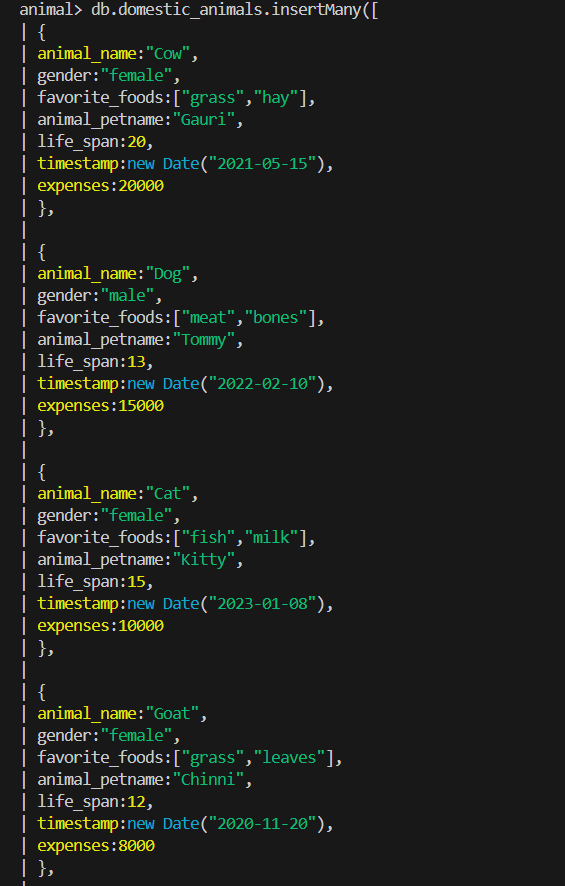 animal> db.domestic_animals.insertMany([
| {
| animal_name:"Cow",
| gender:"female",
| favorite_foods:["grass","hay"],
| animal_petname:"Gauri",
| life_span:20,
| timestamp:new Date("2021-05-15"),
| expenses:20000
| },
|
| {
| animal_name:"Dog",
| gender:"male",
| favorite_foods:["meat","bones"],
| animal_petname:"Tommy",
| life_span:13,
| timestamp:new Date("2022-02-10"),
| expenses:15000
| },
|
| {
| animal_name:"Cat",
| gender:"female",
| favorite_foods:["fish","milk"],
| animal_petname:"Kitty",
| life_span:15,
| timestamp:new Date("2023-01-08"),
| expenses:10000
| },
|
| {
| animal_name:"Goat",
| gender:"female",
| favorite_foods:["grass","leaves"],
| animal_petname:"Chinni",
| life_span:12,
| timestamp:new Date("2020-11-20"),
| expenses:8000
| },
|